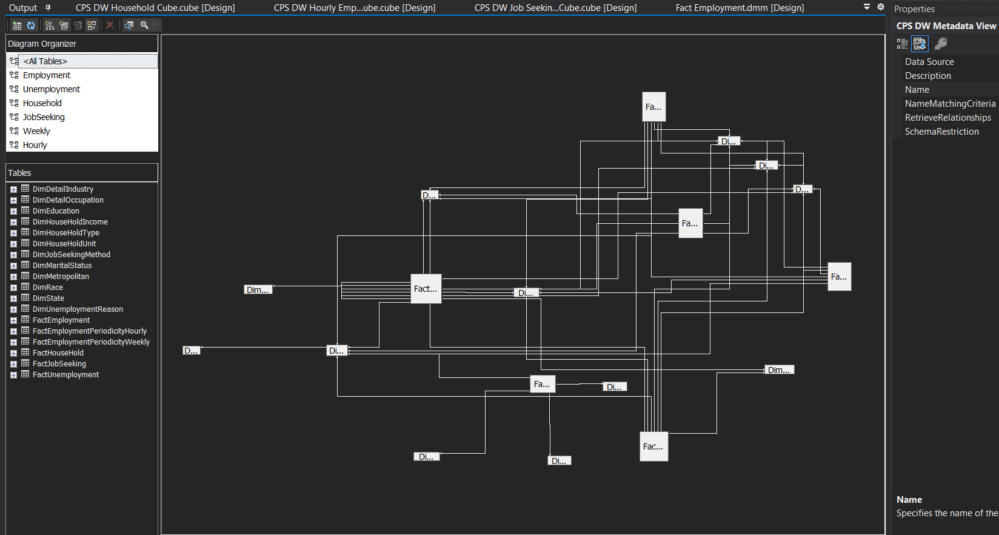 Output
CPS DW Household Cube.cube [Design]
CPS DW Hourly Emp...ube.cube [Design]
CPS DW Job Seekin...Cube.cube [Design]
Fact Employment.dmm [Design]
Diagram Organizer
<All Tables>
Employment
Unemployment
Household
JobSeeking
Weekly
Hourly
Tables
DimDetailIndustry
DimDetailOccupation
DimEducation
DimHouseHoldIncome
DimHouseHoldType
DimHouseHoldUnit
DimJobSeekingMethod
DimMaritalStatus
DimMetropolitan
DimRace
DimState
DimUnemploymentReason
FactEmployment
FactEmploymentPeriodicityHourly
FactEmploymentPeriodicityWeekly
FactHouseHold
FactJobSeeking
FactUnemployment
Fa...
Di...
Di...
D...
D...
Fa...
Fa...
Dim...
Fact...
Di...
D...
Di...
Dim...
Fa...
Di...
Fac...
Di...
Di...
Properties
CPS DW Metadata View
Data Source
Description
Name
NameMatchingCriteria
RetrieveRelationships
SchemaRestriction
Name
Specifies the name of the